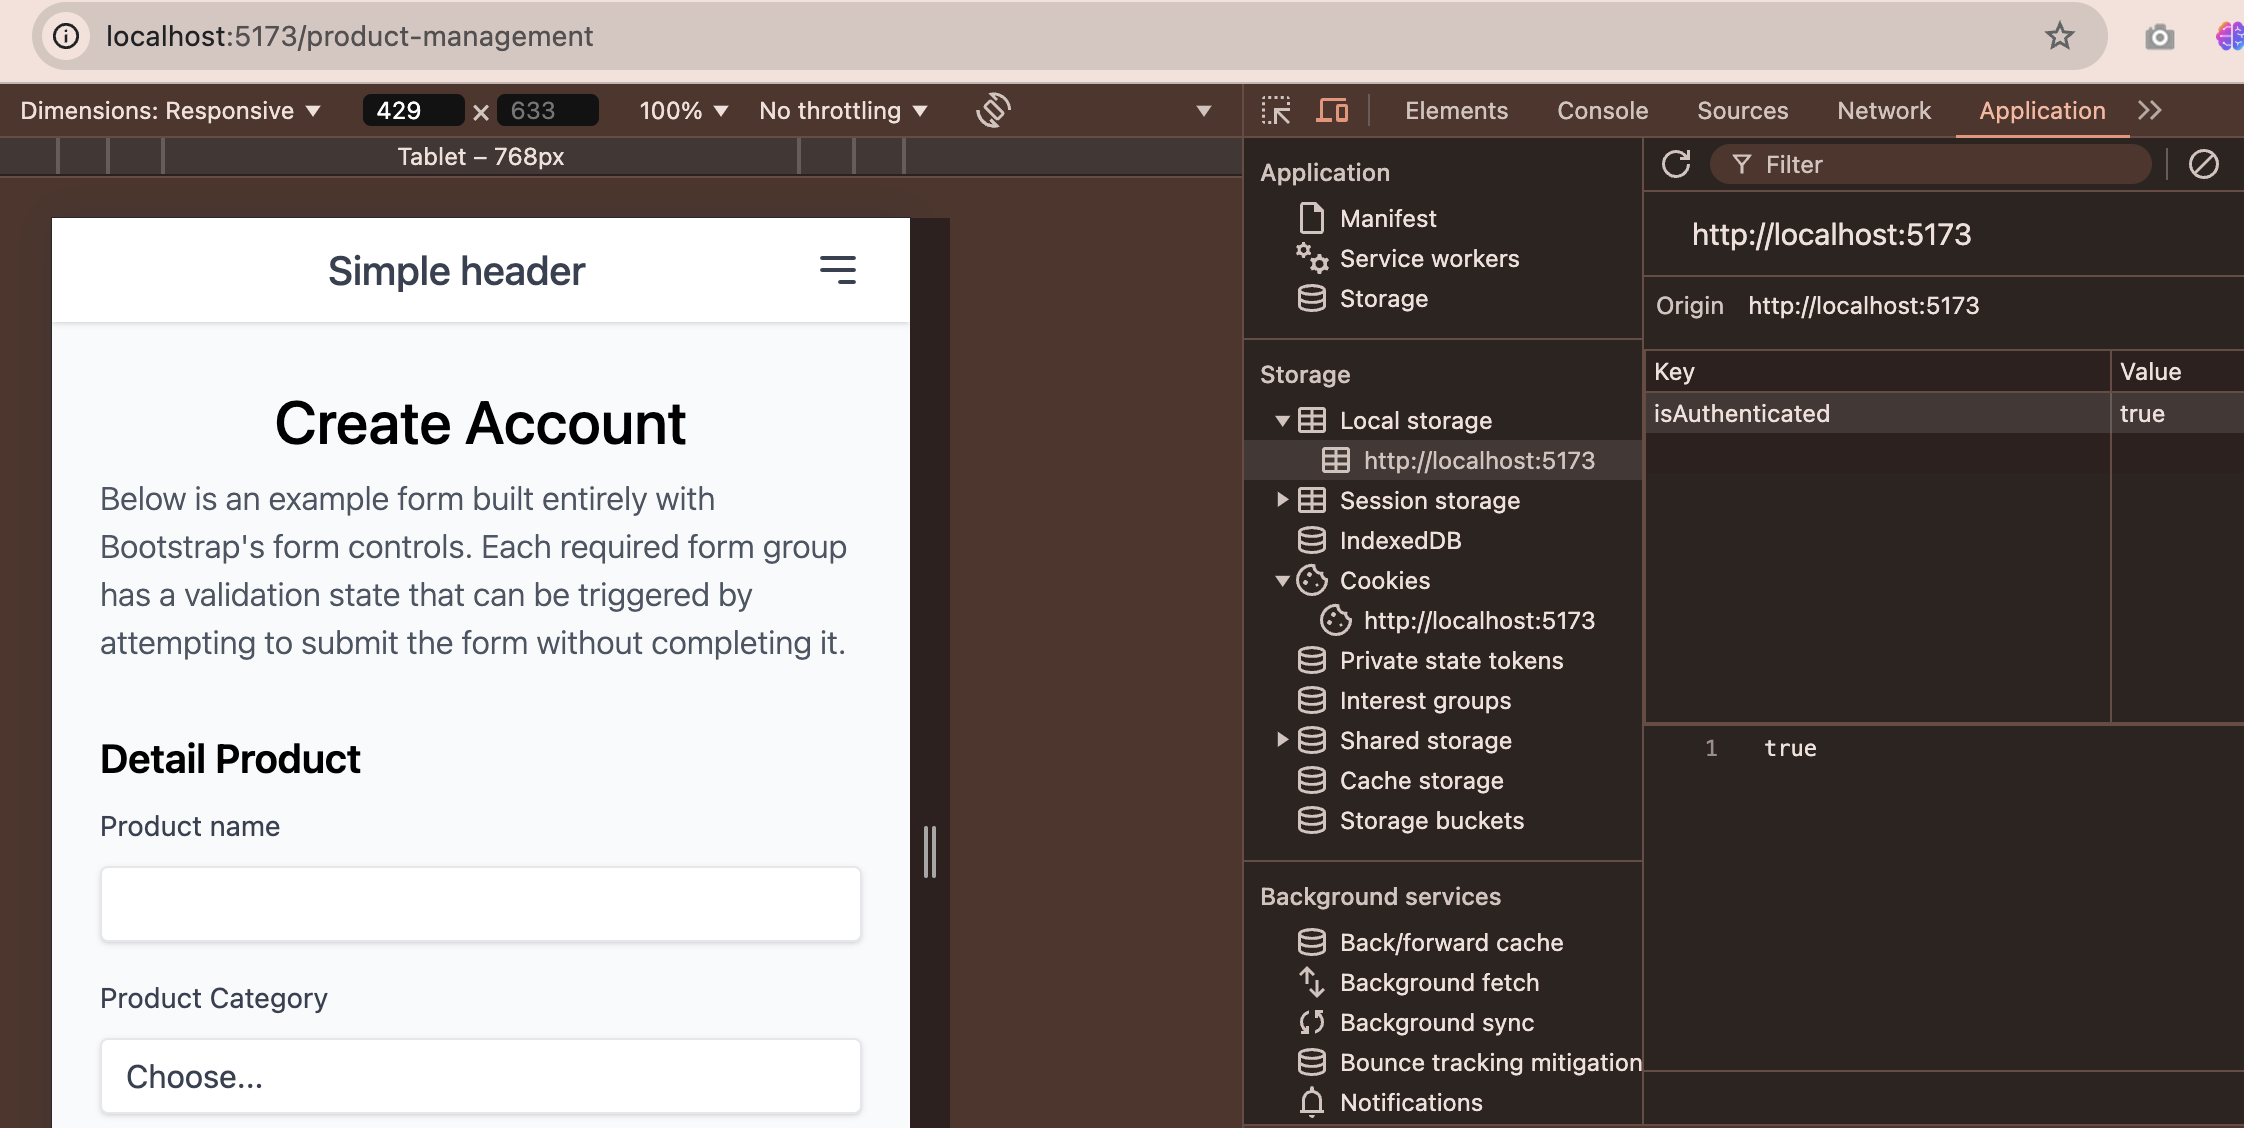 localhost:5173/product-management
Dimensions: Responsive 429 × 633 100% No throttling
Elements Console Sources Network Application
Tablet – 768px
Simple header
Create Account
Below is an example form built entirely with
Bootstrap's form controls. Each required form group
has a validation state that can be triggered by
attempting to submit the form without completing it.
Detail Product
Product name
Product Category
Choose...
Application
Manifest
Service workers
Storage
Storage
Local storage
http://localhost:5173
Session storage
IndexedDB
Cookies
http://localhost:5173
Private state tokens
Interest groups
Shared storage
Cache storage
Storage buckets
Background services
Back/forward cache
Background fetch
Background sync
Bounce tracking mitigation
Notifications
Filter
http://localhost:5173
Origin http://localhost:5173
Key Value
isAuthenticated true
1 true